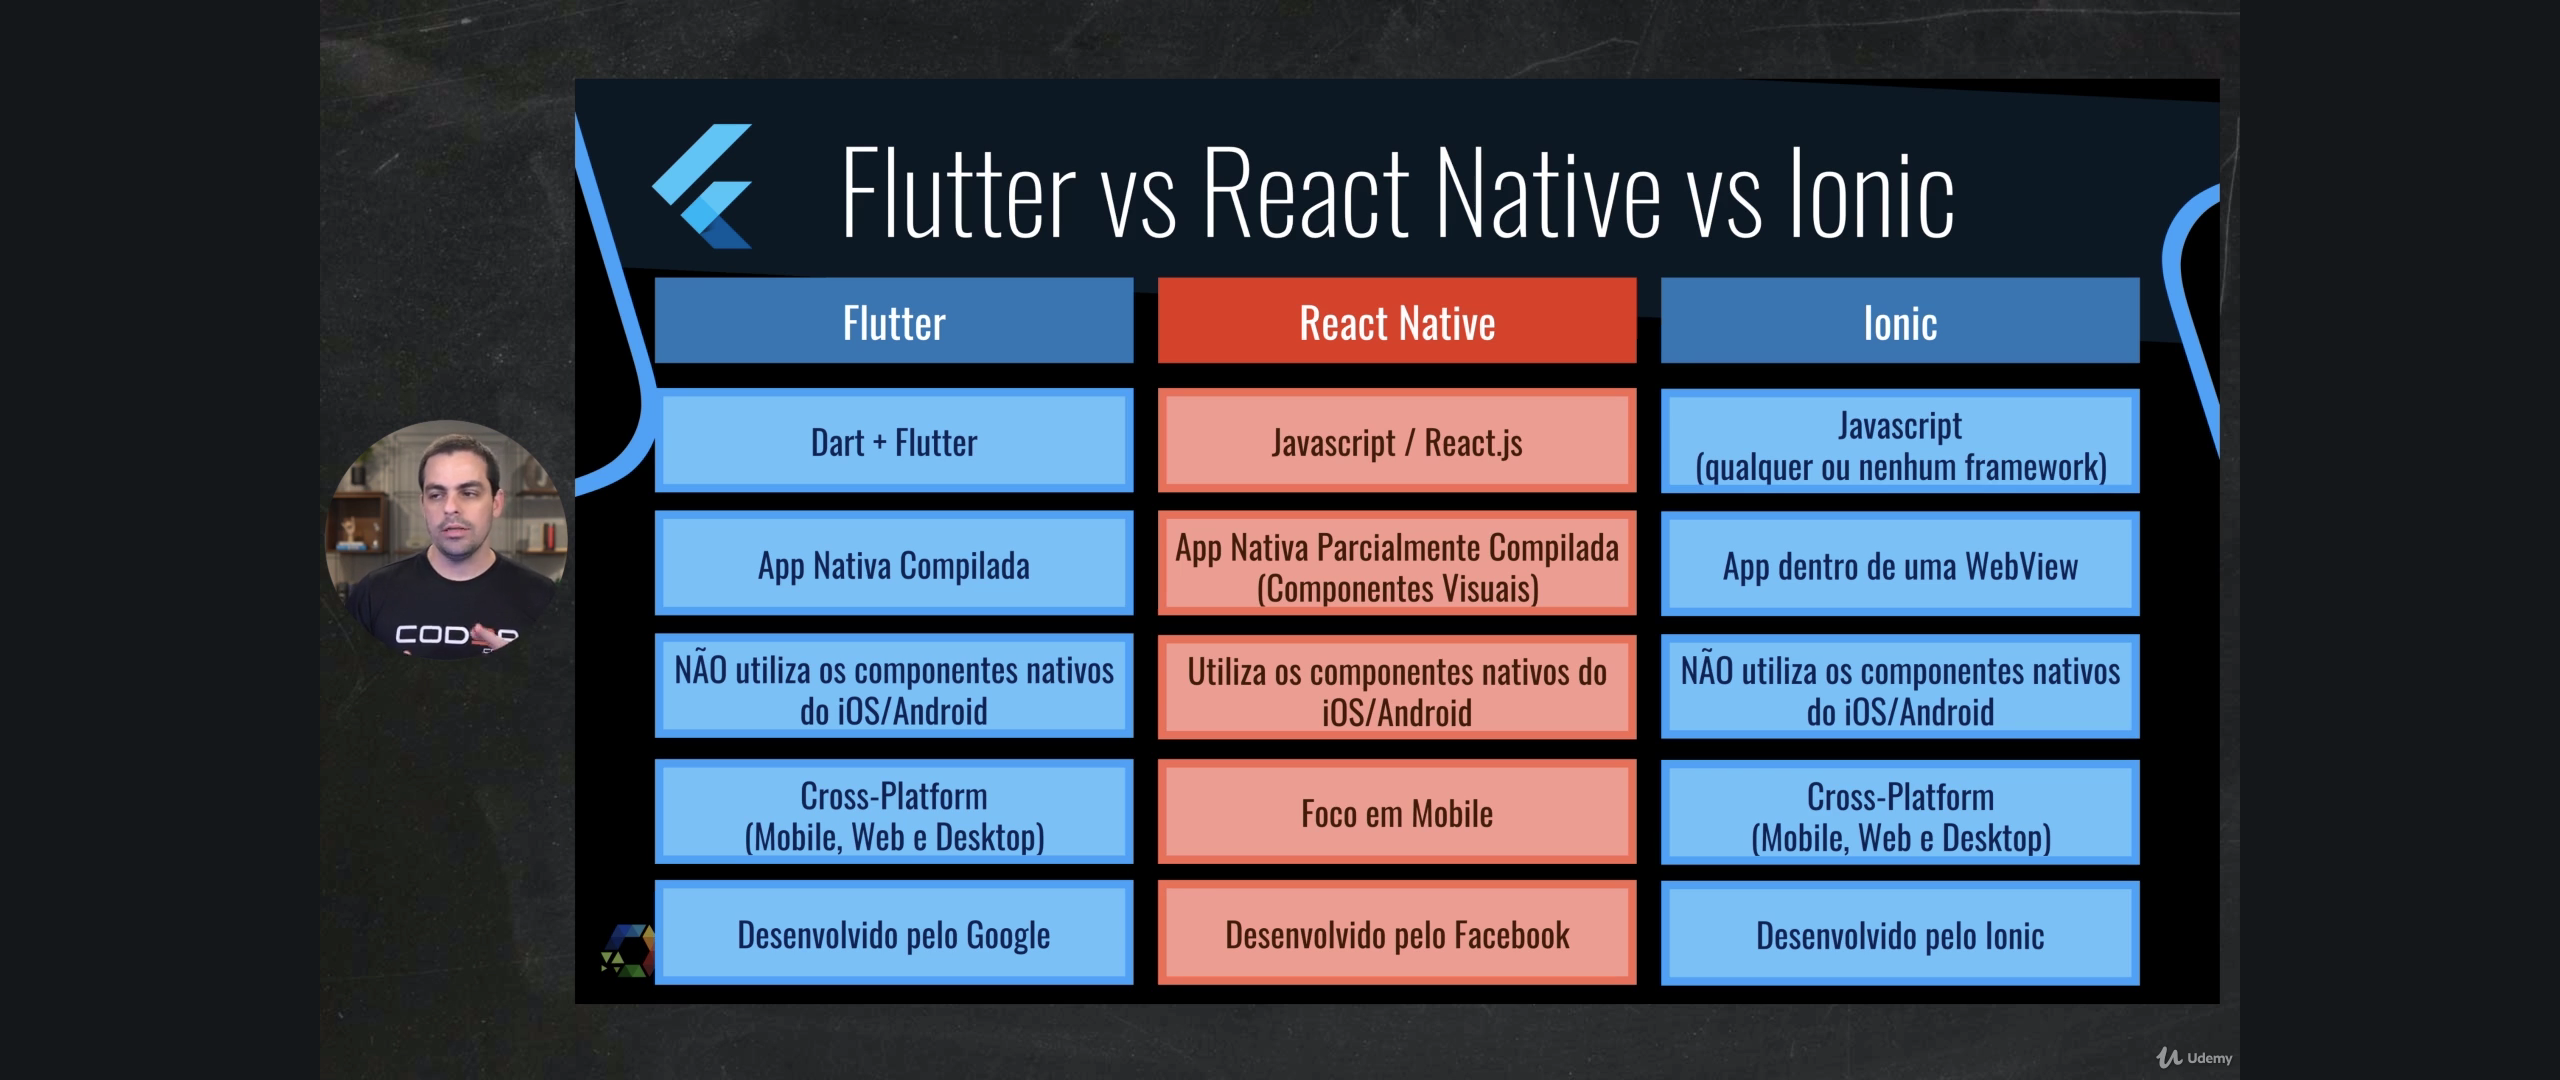 Flutter vs React Native vs Ionic
Flutter
React Native
Ionic
Dart + Flutter
Javascript / React.js
Javascript
(qualquer ou nenhum framework)
App Nativa Compilada
App Nativa Parcialmente Compilada
(Componentes Visuais)
App dentro de uma WebView
NÃO utiliza os componentes nativos
do iOS/Android
Utiliza os componentes nativos do
iOS/Android
NÃO utiliza os componentes nativos
do iOS/Android
Cross-Platform
(Mobile, Web e Desktop)
Foco em Mobile
Cross-Platform
(Mobile, Web e Desktop)
Desenvolvido pelo Google
Desenvolvido pelo Facebook
Desenvolvido pelo Ionic
Udemy